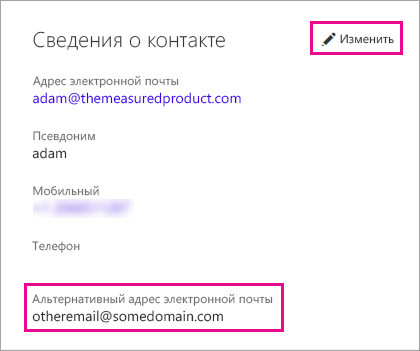 Сведения о контакте
Изменить
Адрес электронной почты
adam@themeasuredproduct.com
Псевдоним
adam
Мобильный
Телефон
Альтернативный адрес электронной почты
otheremail@somedomain.com